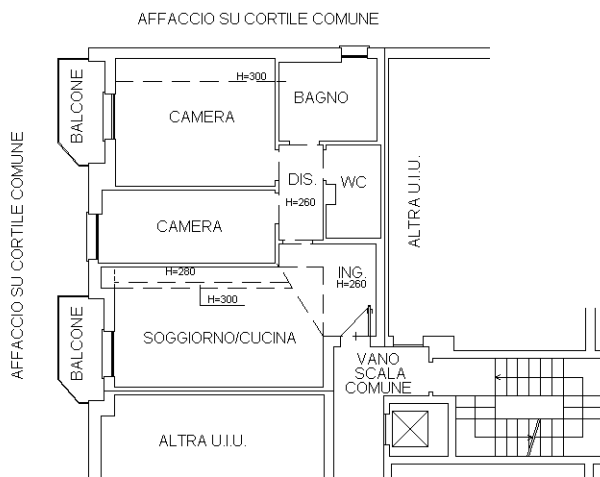 AFFACCIO SU CORTILE COMUNE
H=300
BALCONE
BAGNO
CAMERA
AFFACCIO SU CORTILE COMUNE
DIS.
H=260
WC
ALTRA U.I.U.
CAMERA
H=280
ING.
H=260
H=300
BALCONE
SOGGIORNO/CUCINA
VANO
SCALA
COMUNE
ALTRA U.I.U.